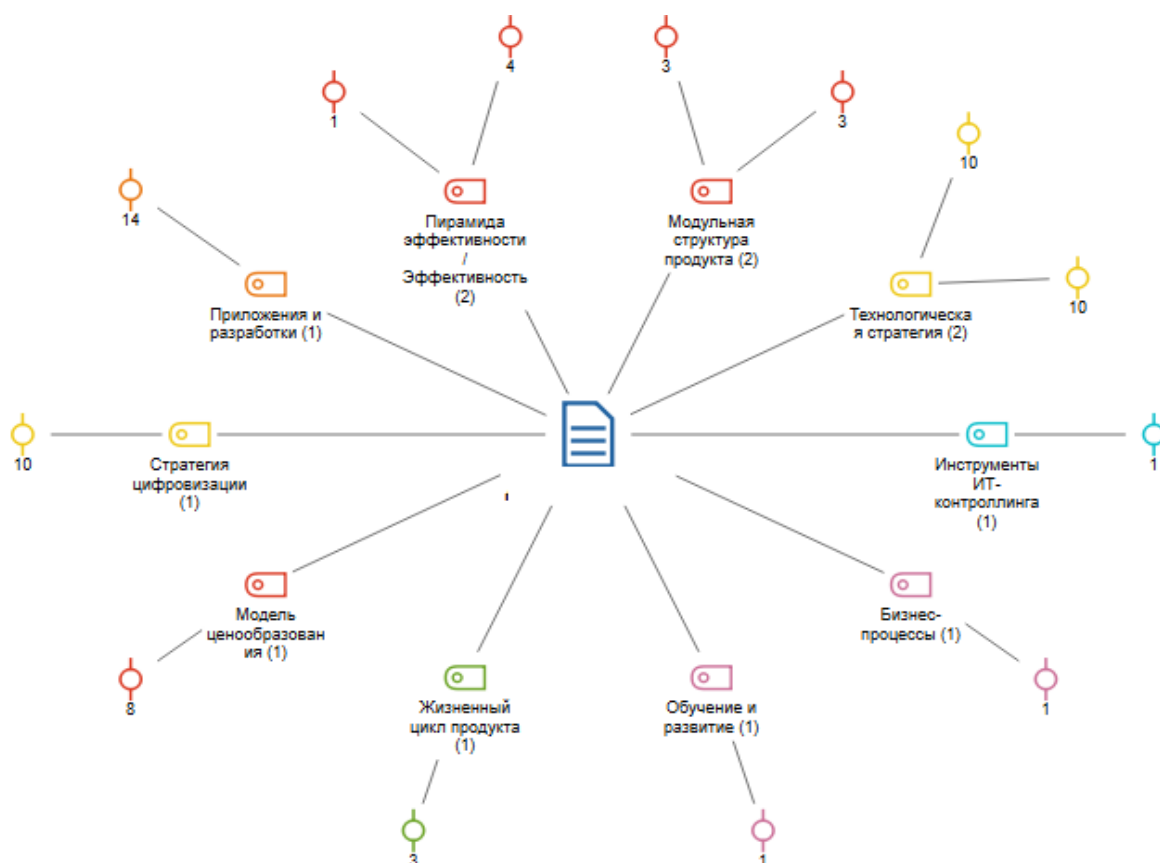 4
3
1
3
10
Пирамида
эффективности
/
Эффективность
(2)
Модульная
структура
продукта (2)
14
Приложения и
разработки (1)
Технологическа
я стратегия (2)
10
10
Стратегия
цифровизации
(1)
Инструменты
ИТ-
контроллинга
(1)
1
Модель
ценообразован
ия (1)
Бизнес-
процессы (1)
8
Жизненный
цикл продукта
(1)
Обучение и
развитие (1)
1
3
1